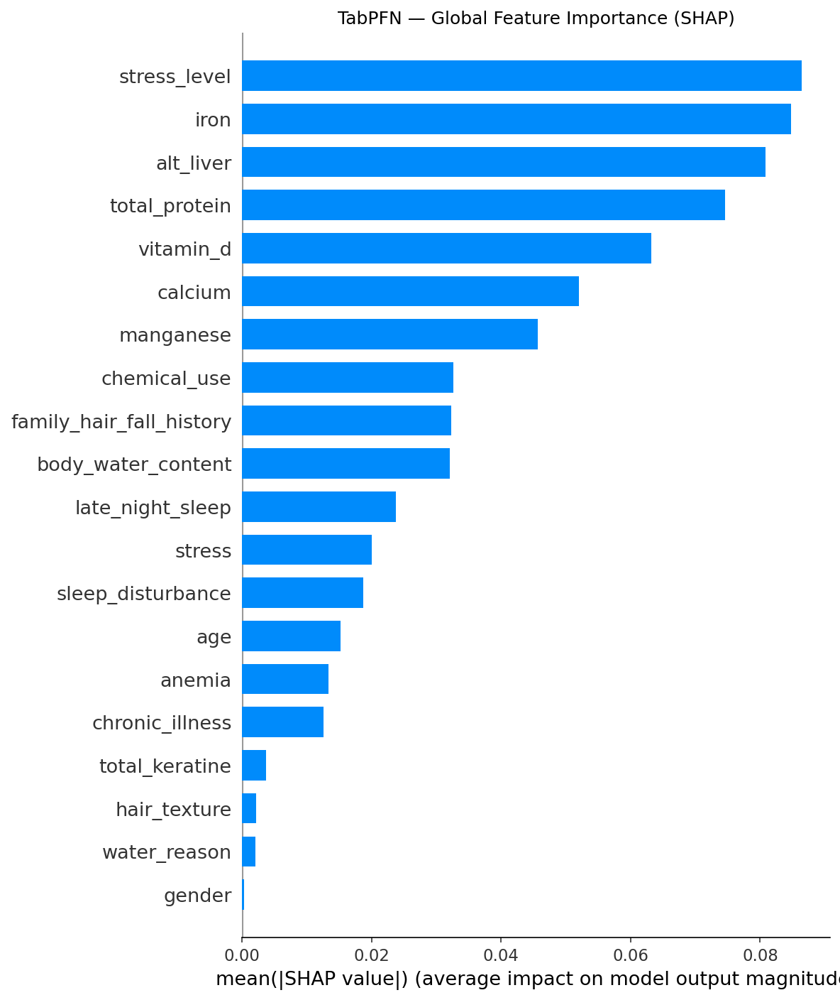 TabPFN — Global Feature Importance (SHAP)
stress_level
iron
alt_liver
total_protein
vitamin_d
calcium
manganese
chemical_use
family_hair_fall_history
body_water_content
late_night_sleep
stress
sleep_disturbance
age
anemia
chronic_illness
total_keratine
hair_texture
water_reason
gender
0.00 0.02 0.04 0.06 0.08
mean(|SHAP value|) (average impact on model output magnitude